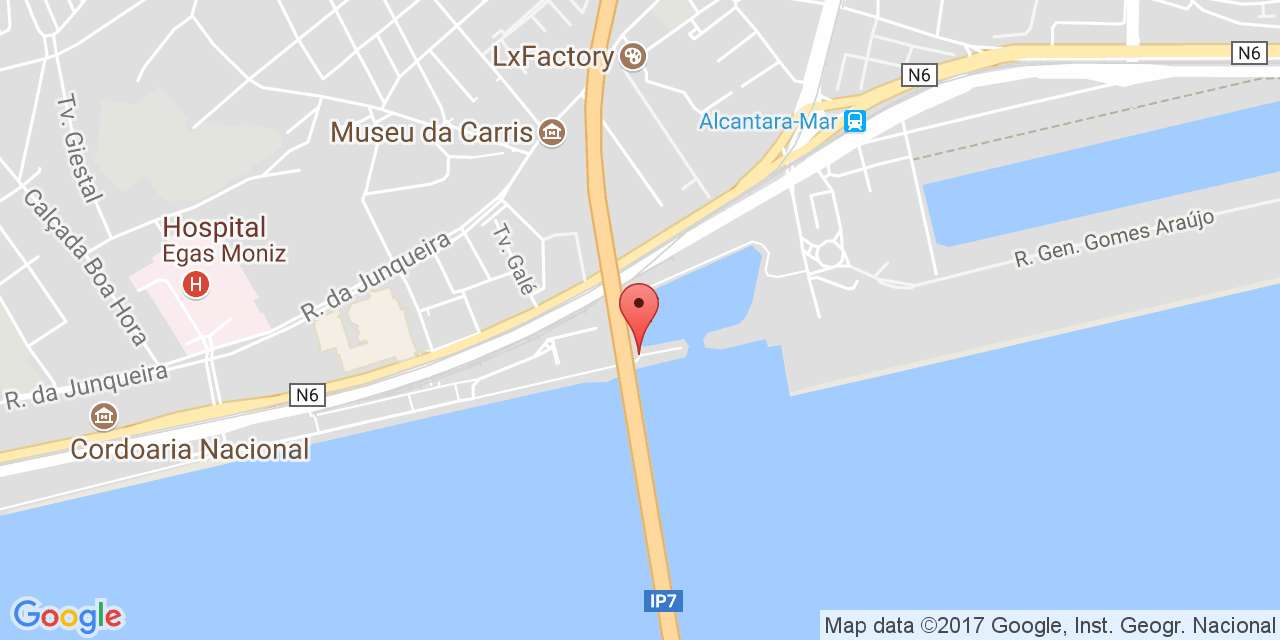 LxFactory
N6
N6
Tv. Giestal
Museu da Carris
Alcantara-Mar
Calçada Boa Hora
Hospital
Egas Moniz
H
R. da Junqueira
Tv. Galé
R. Gen. Gomes Araújo
R. da Junqueira
N6
Cordoaria Nacional
IP7
Google
Map data ©2017 Google, Inst. Geogr. Nacional